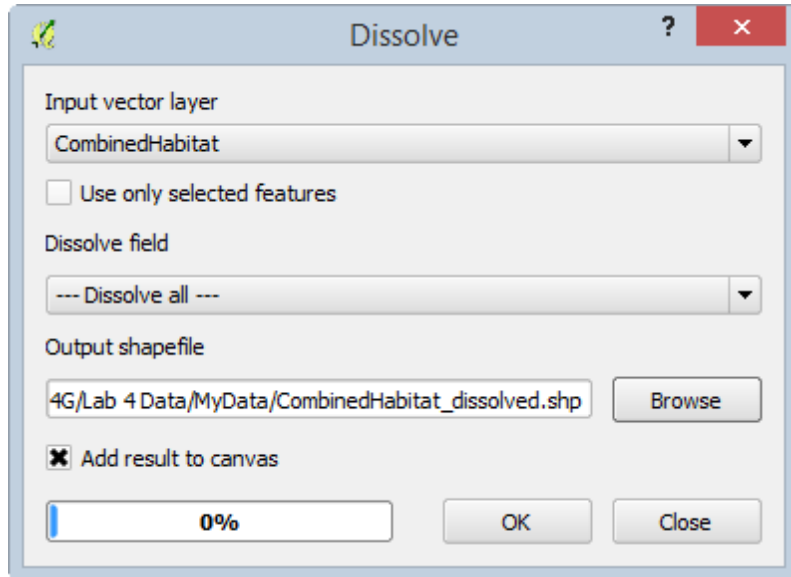 Dissolve ?
Input vector layer
CombinedHabitat
Use only selected features
Dissolve field
--- Dissolve all ---
Output shapefile
4G/Lab 4 Data/MyData/CombinedHabitat_dissolved.shp Browse
Add result to canvas
0% OK Close